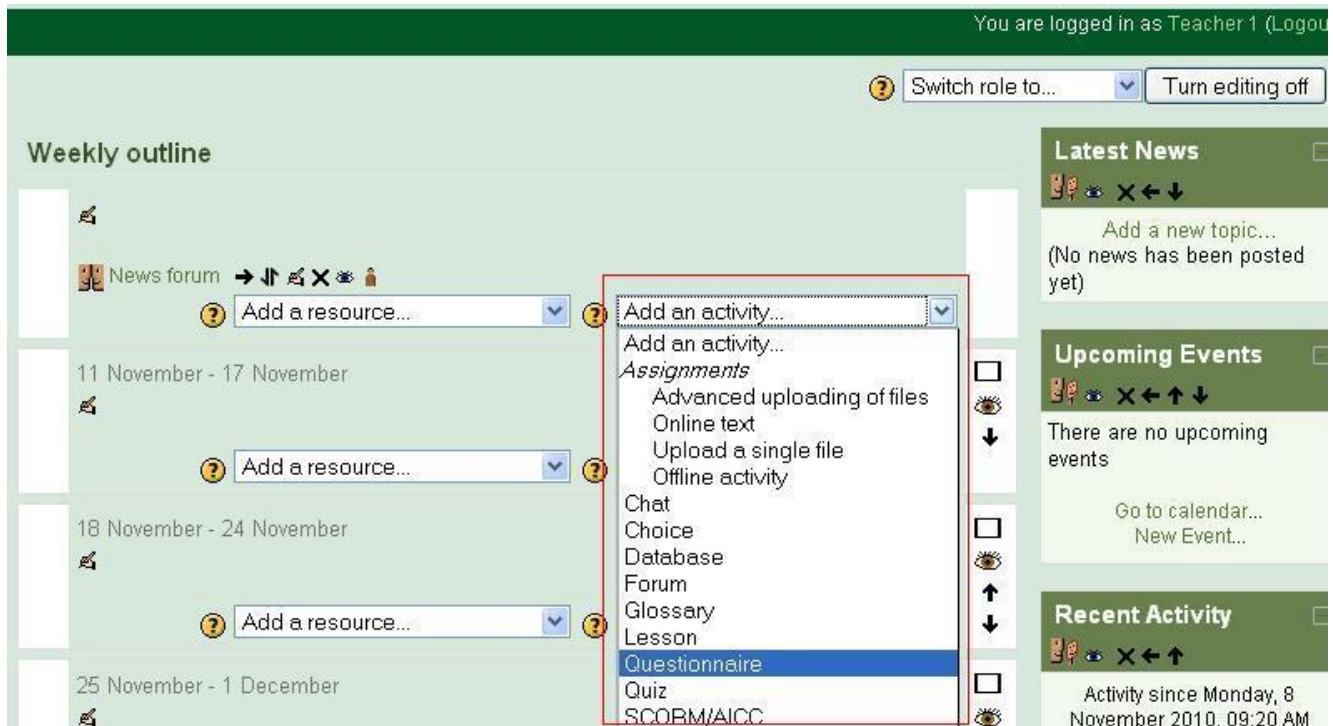 You are logged in as Teacher 1 (Logou
Switch role to...
Turn editing off
Weekly outline
News forum
Add a resource...
Add an activity...
Add an activity...
Assignments
Advanced uploading of files
Online text
Upload a single file
Offline activity
Chat
Choice
Database
Forum
Glossary
Lesson
Questionnaire
Quiz
SCORM/AICC
11 November - 17 November
Add a resource...
18 November - 24 November
Add a resource...
25 November - 1 December
Latest News
Add a new topic...
(No news has been posted
yet)
Upcoming Events
There are no upcoming
events
Go to calendar...
New Event...
Recent Activity
Activity since Monday, 8
November 2010, 09:20 AM